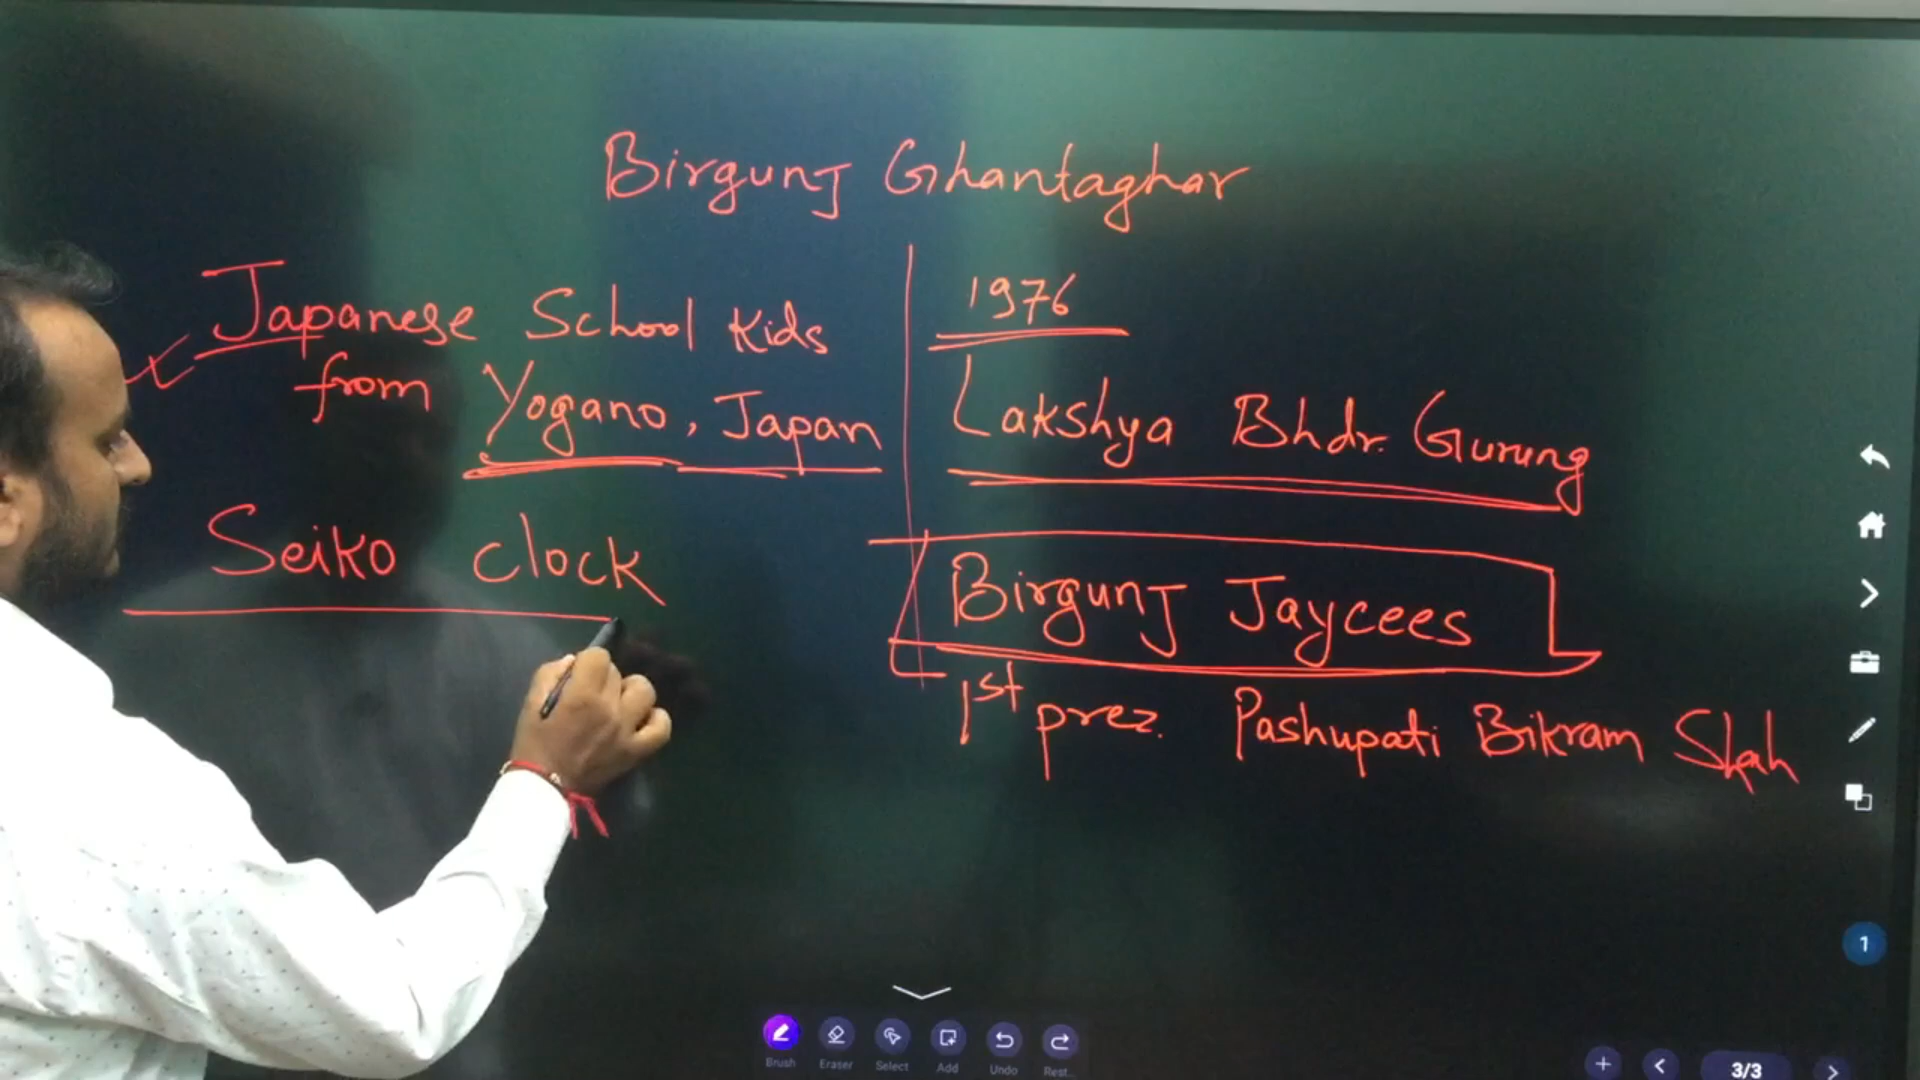 Birgunj Ghantaghar
Japanese School Kids
from Yogano, Japan
Seiko clock
1976
Lakshya Bhdr. Gurung
Birgunj Jaycees
1st prez. Pashupati Bikram Shah
1
Brush Eraser Select Add Undo Rest...
3/3